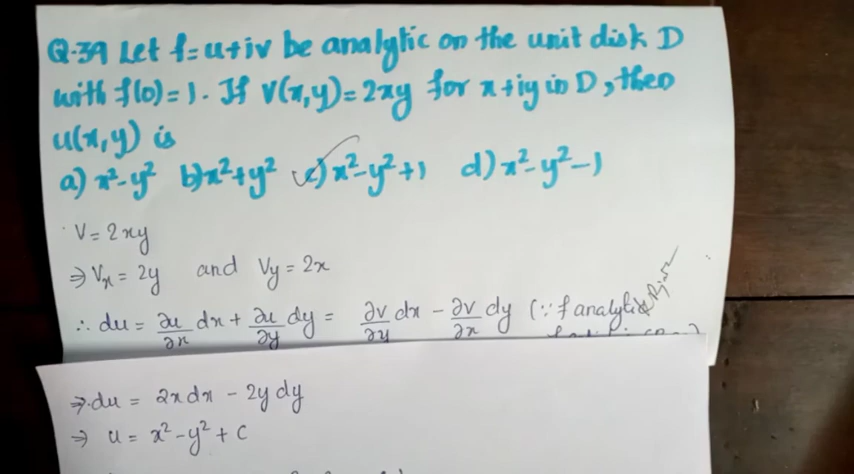 Q.39 Let f=u+iv be analytic on the unit disk D
with f(0)=1. If V(x,y)=2xy for x+iy in D, then
u(x,y) is
a) x²-y² b) x²+y² c) x²-y²+1 d) x²-y²-1
V = 2xy
⇒ Vx = 2y and Vy = 2x
∴ du = ∂u/∂x dx + ∂u/∂y dy = ∂v/∂y dx - ∂v/∂x dy (∵ f analytic
⇒ du = 2x dx - 2y dy
⇒ u = x² - y² + c